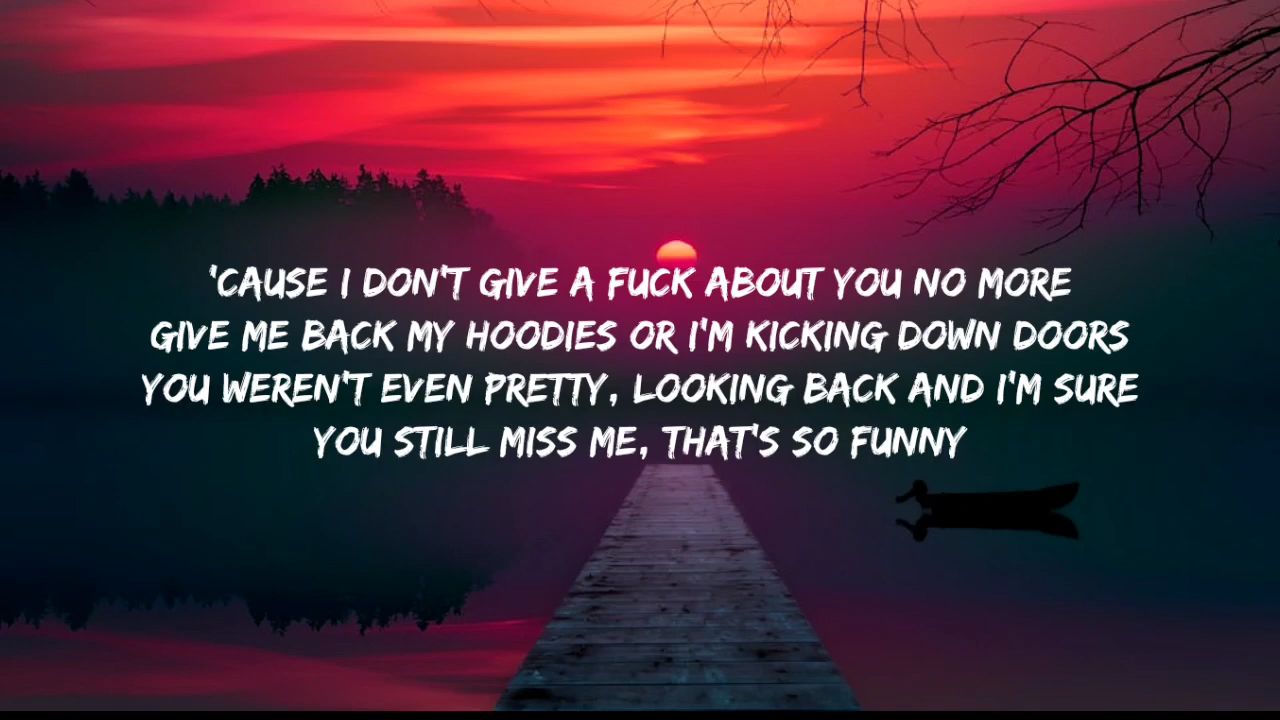 'CAUSE I DON'T GIVE A FUCK ABOUT YOU NO MORE
GIVE ME BACK MY HOODIES OR I'M KICKING DOWN DOORS
YOU WEREN'T EVEN PRETTY, LOOKING BACK AND I'M SURE
YOU STILL MISS ME, THAT'S SO FUNNY